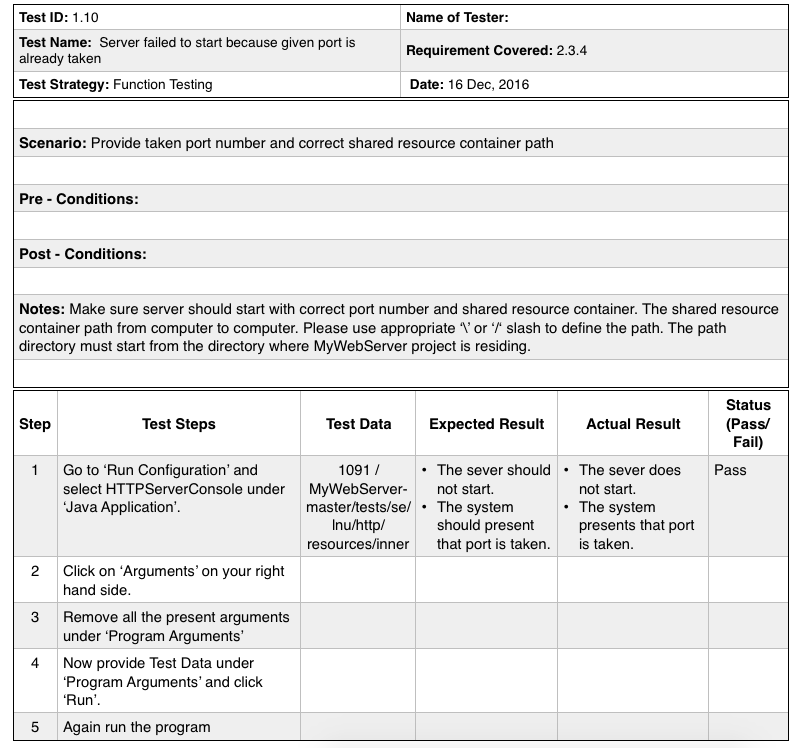 Test ID: 1.10
Name of Tester:
Test Name:  Server failed to start because given port is
already taken
Requirement Covered: 2.3.4
Test Strategy: Function Testing
Date: 16 Dec, 2016
Scenario: Provide taken port number and correct shared resource container path
Pre - Conditions:
Post - Conditions:
Notes: Make sure server should start with correct port number and shared resource container. The shared resource
container path from computer to computer. Please use appropriate ‘\’ or ‘/‘ slash to define the path. The path
directory must start from the directory where MyWebServer project is residing.
Step
Test Steps
Test Data
Expected Result
Actual Result
Status
(Pass/
Fail)
1
Go to ‘Run Configuration’ and
select HTTPServerConsole under
‘Java Application’.
1091 /
MyWebServer-
master/tests/se/
lnu/http/
resources/inner
• The sever should
not start.
• The system
should present
that port is taken.
• The sever does
not start.
• The system
presents that port
is taken.
Pass
2
Click on ‘Arguments’ on your right
hand side.
3
Remove all the present arguments
under ‘Program Arguments’
4
Now provide Test Data under
‘Program Arguments’ and click
‘Run’.
5
Again run the program